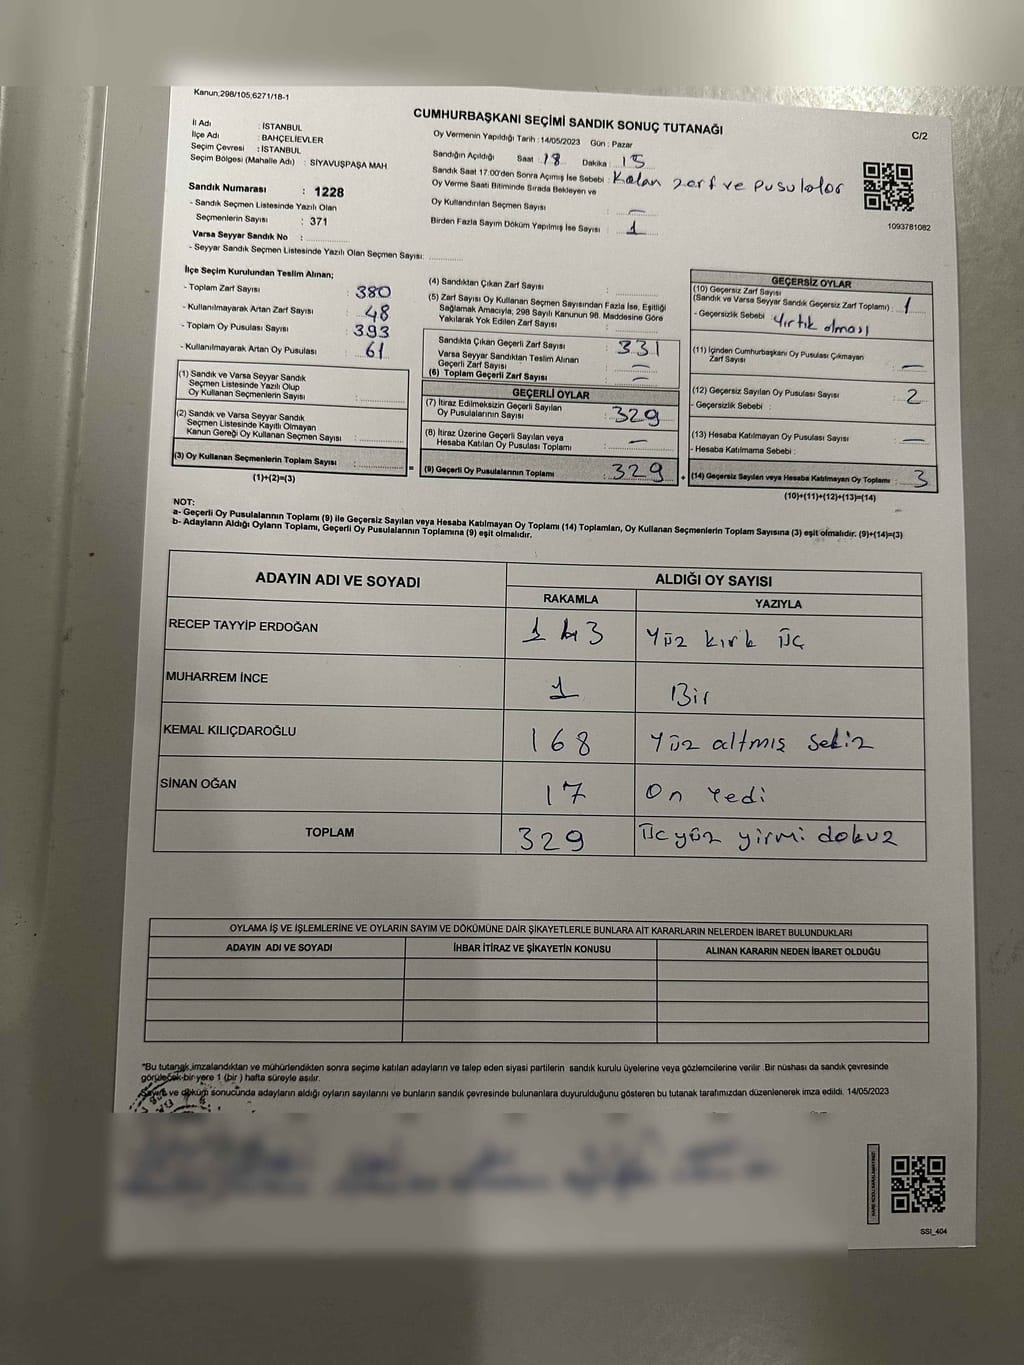 Kanun;298/105,6271/18-1
CUMHURBAŞKANI SEÇİMİ SANDIK SONUÇ TUTANAĞI
C/2
İl Adı : İSTANBUL
İlçe Adı : BAHÇELİEVLER
Seçim Çevresi : İSTANBUL
Seçim Bölgesi (Mahalle Adı) : SİYAVUŞPAŞA MAH
Sandık Numarası : 1228
- Sandık Seçmen Listesinde Yazılı Olan
Seçmenlerin Sayısı : 371
Varsa Seyyar Sandık No :
- Seyyar Sandık Seçmen Listesinde Yazılı Olan Seçmen Sayısı:
Oy Vermenin Yapıldığı Tarih : 14/05/2023 Gün : Pazar
Sandığın Açıldığı Saat : 18 Dakika : 15
Sandık Saat 17:00'den Sonra Açımış İse Sebebi : Kalan zarf ve pusulalar
Oy Verme Saati Bitiminde Sırada Bekleyen ve
Oy Kullandırılan Seçmen Sayısı : —
Birden Fazla Sayım Döküm Yapılmış İse Sayısı : 1
1093781082
İlçe Seçim Kurulundan Teslim Alınan;
- Toplam Zarf Sayısı : 380
- Kullanılmayarak Artan Zarf Sayısı : 48
- Toplam Oy Pusulası Sayısı : 393
- Kullanılmayarak Artan Oy Pusulası : 61
(1) Sandık ve Varsa Seyyar Sandık
Seçmen Listesinde Yazılı Olup
Oy Kullanan Seçmenlerin Sayısı :
(2) Sandık ve Varsa Seyyar Sandık
Seçmen Listesinde Kayıtlı Olmayan
Kanun Gereği Oy Kullanan Seçmen Sayısı :
(3) Oy Kullanan Seçmenlerin Toplam Sayısı :
(1)+(2)=(3)
(4) Sandıktan Çıkan Zarf Sayısı :
(5) Zarf Sayısı Oy Kullanan Seçmen Sayısından Fazla İse, Eşitliği
Sağlamak Amacıyla; 298 Sayılı Kanunun 98. Maddesine Göre
Yakılarak Yok Edilen Zarf Sayısı :
Sandıkta Çıkan Geçerli Zarf Sayısı : 331
Varsa Seyyar Sandıktan Teslim Alınan
Geçerli Zarf Sayısı : —
(6) Toplam Geçerli Zarf Sayısı : —
GEÇERLİ OYLAR
(7) İtiraz Edilmeksizin Geçerli Sayılan
Oy Pusulalarının Sayısı : 329
(8) İtiraz Üzerine Geçerli Sayılan veya
Hesaba Katılan Oy Pusulası Toplamı : —
= (9) Geçerli Oy Pusulalarının Toplamı : 329
GEÇERSİZ OYLAR
(10) Geçersiz Zarf Sayısı
(Sandık ve Varsa Seyyar Sandık Geçersiz Zarf Toplamı) : 1
- Geçersizlik Sebebi : Yırtık olması
(11) İçinden Cumhurbaşkanı Oy Pusulası Çıkmayan
Zarf Sayısı : —
(12) Geçersiz Sayılan Oy Pusulası Sayısı : 2
- Geçersizlik Sebebi :
(13) Hesaba Katılmayan Oy Pusulası Sayısı : —
- Hesaba Katılmama Sebebi :
+ (14) Geçersiz Sayılan veya Hesaba Katılmayan Oy Toplamı : 3
(10)+(11)+(12)+(13)=(14)
NOT:
a- Geçerli Oy Pusulalarının Toplamı (9) ile Geçersiz Sayılan veya Hesaba Katılmayan Oy Toplamı (14) Toplamları, Oy Kullanan Seçmenlerin Toplam Sayısına (3) eşit olmalıdır. (9)+(14)=(3)
b- Adayların Aldığı Oyların Toplamı, Geçerli Oy Pusulalarının Toplamına (9) eşit olmalıdır.
ADAYIN ADI VE SOYADI
ALDIĞI OY SAYISI
RAKAMLA YAZIYLA
RECEP TAYYİP ERDOĞAN 143 Yüz kırk üç
MUHARREM İNCE 1 Bir
KEMAL KILIÇDAROĞLU 168 Yüz altmış sekiz
SİNAN OĞAN 17 On Yedi
TOPLAM 329 Üçyüz yirmi dokuz
OYLAMA İŞ VE İŞLEMLERİNE VE OYLARIN SAYIM VE DÖKÜMÜNE DAİR ŞİKAYETLERLE BUNLARA AİT KARARLARIN NELERDEN İBARET BULUNDUKLARI
ADAYIN ADI VE SOYADI İHBAR İTİRAZ VE ŞİKAYETİN KONUSU ALINAN KARARIN NEDEN İBARET OLDUĞU
*Bu tutanak imzalandıktan ve mühürlendikten sonra seçime katılan adayların ve talep eden siyasi partilerin sandık kurulu üyelerine veya gözlemcilerine verilir. Bir nüshası da sandık çevresinde
görülecek bir yere 1 (bir ) hafta süreyle asılır.
Sayım ve döküm sonucunda adayların aldığı oyların sayılarını ve bunların sandık çevresinde bulunanlara duyurulduğunu gösteren bu tutanak tarafımızdan düzenlenerek imza edildi. 14/05/2023
SSI_404